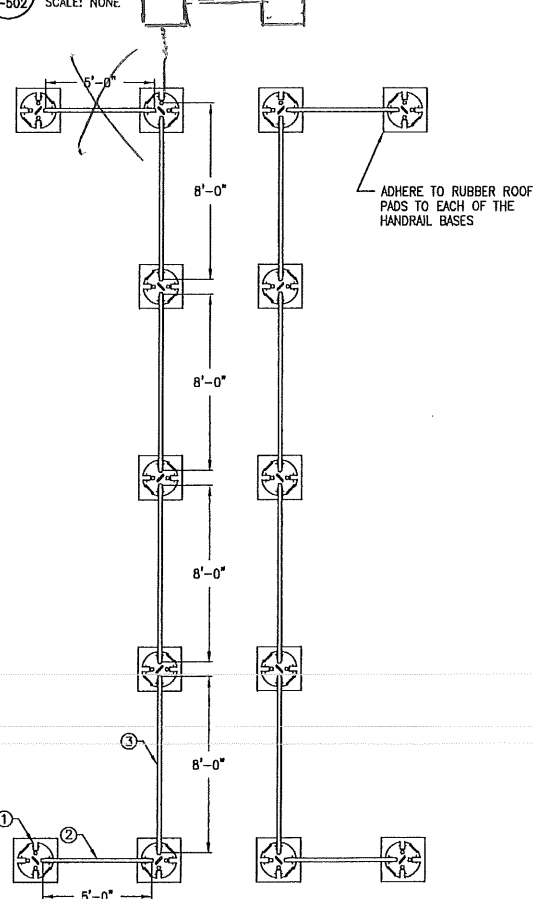 -502
SCALE: NONE
5'-0"
8'-0"
ADHERE TO RUBBER ROOF
PADS TO EACH OF THE
HANDRAIL BASES
8'-0"
8'-0"
3
8'-0"
1
2
5'-0"